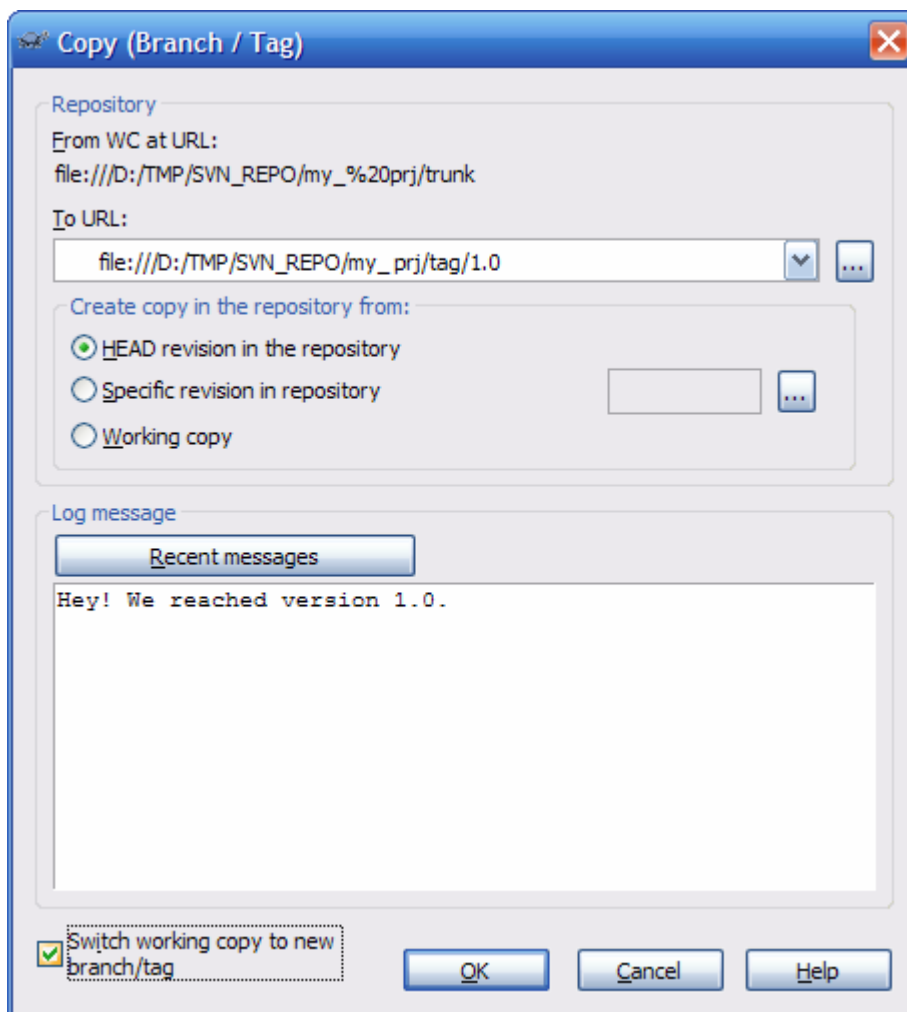 Copy (Branch / Tag)
Repository
From WC at URL:
file:///D:/TMP/SVN_REPO/my_%20prj/trunk
To URL:
file:///D:/TMP/SVN_REPO/my_ prj/tag/1.0
...
Create copy in the repository from:
HEAD revision in the repository
Specific revision in repository
...
Working copy
Log message
Recent messages
Hey! We reached version 1.0.
Switch working copy to new
branch/tag
OK
Cancel
Help